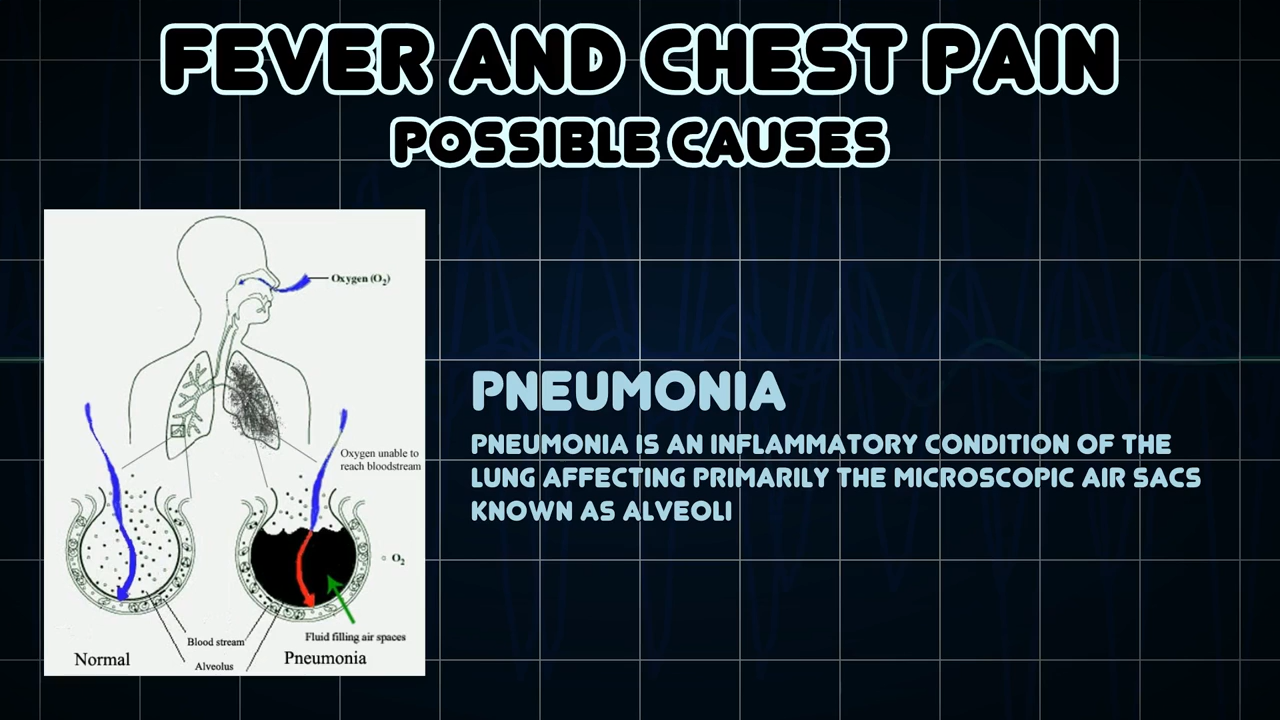 FEVER AND CHEST PAIN
POSSIBLE CAUSES
Oxygen (O2)
Oxygen unable to
reach bloodstream
O2
Fluid filling air spaces
Blood stream
Alveolus
Normal
Pneumonia
PNEUMONIA
PNEUMONIA IS AN INFLAMMATORY CONDITION OF THE
LUNG AFFECTING PRIMARILY THE MICROSCOPIC AIR SACS
KNOWN AS ALVEOLI